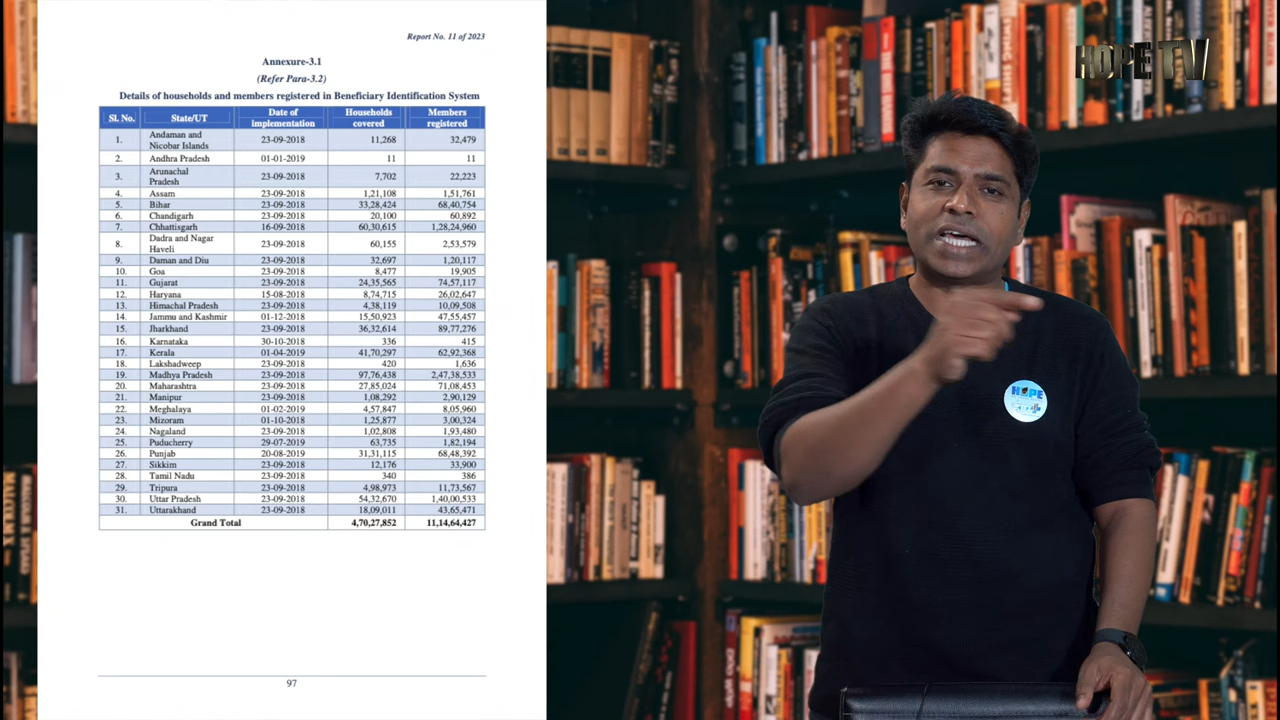 Report No. 11 of 2023
Annexure-3.1
(Refer Para-3.2)
Details of households and members registered in Beneficiary Identification System
Sl. No. State/UT Date of implementation Households covered Members registered
1. Andaman and Nicobar Islands 23-09-2018 11,268 32,479
2. Andhra Pradesh 01-01-2019 11 11
3. Arunachal Pradesh 23-09-2018 7,702 22,223
4. Assam 23-09-2018 1,21,108 1,51,761
5. Bihar 23-09-2018 33,28,424 68,40,754
6. Chandigarh 23-09-2018 20,100 60,892
7. Chhattisgarh 16-09-2018 60,30,615 1,28,24,960
8. Dadra and Nagar Haveli 23-09-2018 60,155 2,53,579
9. Daman and Diu 23-09-2018 32,697 1,20,117
10. Goa 23-09-2018 8,477 19,905
11. Gujarat 23-09-2018 24,35,565 74,57,117
12. Haryana 15-08-2018 8,74,715 26,02,647
13. Himachal Pradesh 23-09-2018 4,38,119 10,09,508
14. Jammu and Kashmir 01-12-2018 15,50,923 47,55,457
15. Jharkhand 23-09-2018 36,32,614 89,77,276
16. Karnataka 30-10-2018 336 415
17. Kerala 01-04-2019 41,70,297 62,92,368
18. Lakshadweep 23-09-2018 420 1,636
19. Madhya Pradesh 23-09-2018 97,76,438 2,47,38,533
20. Maharashtra 23-09-2018 27,85,024 71,08,453
21. Manipur 23-09-2018 1,08,292 2,90,129
22. Meghalaya 01-02-2019 4,57,847 8,05,960
23. Mizoram 01-10-2018 1,25,877 3,00,324
24. Nagaland 23-09-2018 1,02,808 1,93,480
25. Puducherry 29-07-2019 63,735 1,82,194
26. Punjab 20-08-2019 31,31,115 68,48,392
27. Sikkim 23-09-2018 12,176 33,900
28. Tamil Nadu 23-09-2018 340 386
29. Tripura 23-09-2018 4,98,973 11,73,567
30. Uttar Pradesh 23-09-2018 54,32,670 1,40,00,533
31. Uttarakhand 23-09-2018 18,09,011 43,65,471
Grand Total 4,70,27,852 11,14,64,427
97
HOPE TV
HOPE